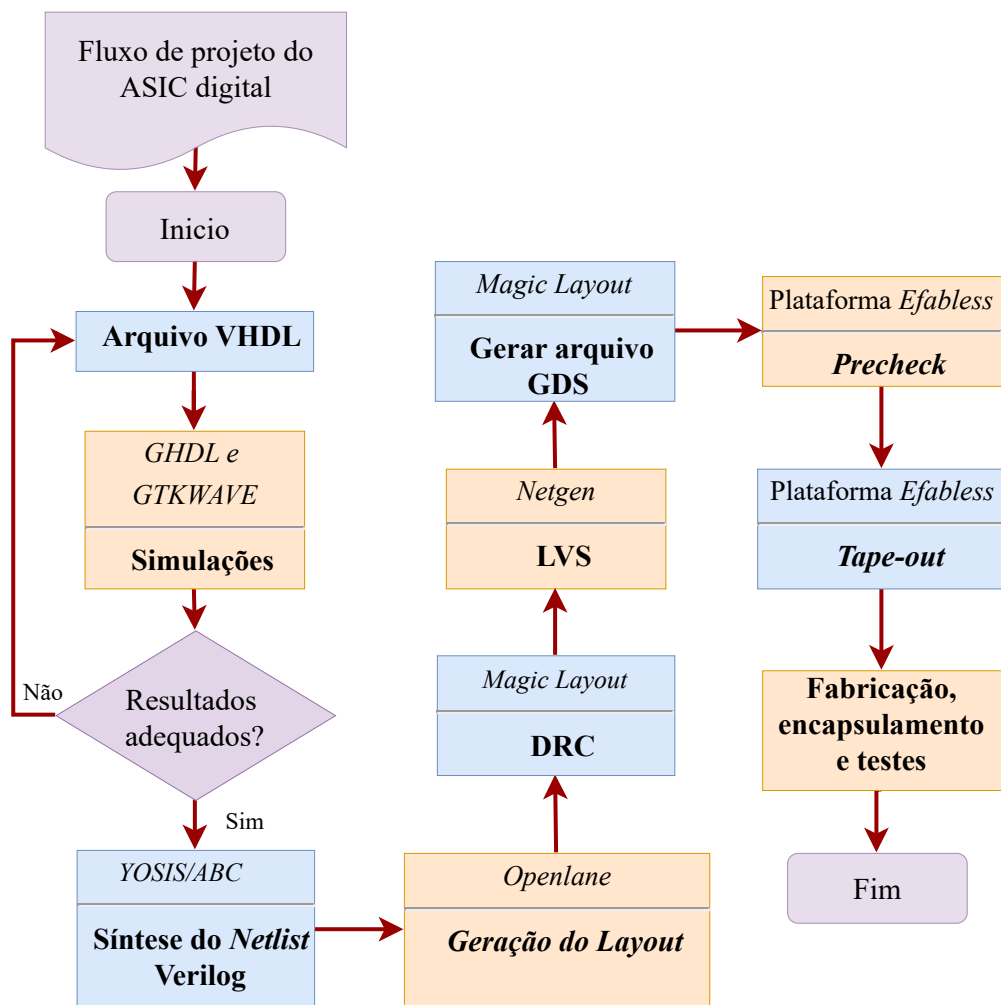 Fluxo de projeto do
ASIC digital
Inicio
Arquivo VHDL
GHDL e
GTKWAVE
Simulações
Resultados
adequados?
Não
Sim
YOSIS/ABC
Síntese do Netlist
Verilog
Openlane
Geração do Layout
Magic Layout
DRC
Netgen
LVS
Magic Layout
Gerar arquivo
GDS
Plataforma Efabless
Precheck
Plataforma Efabless
Tape-out
Fabricação,
encapsulamento
e testes
Fim